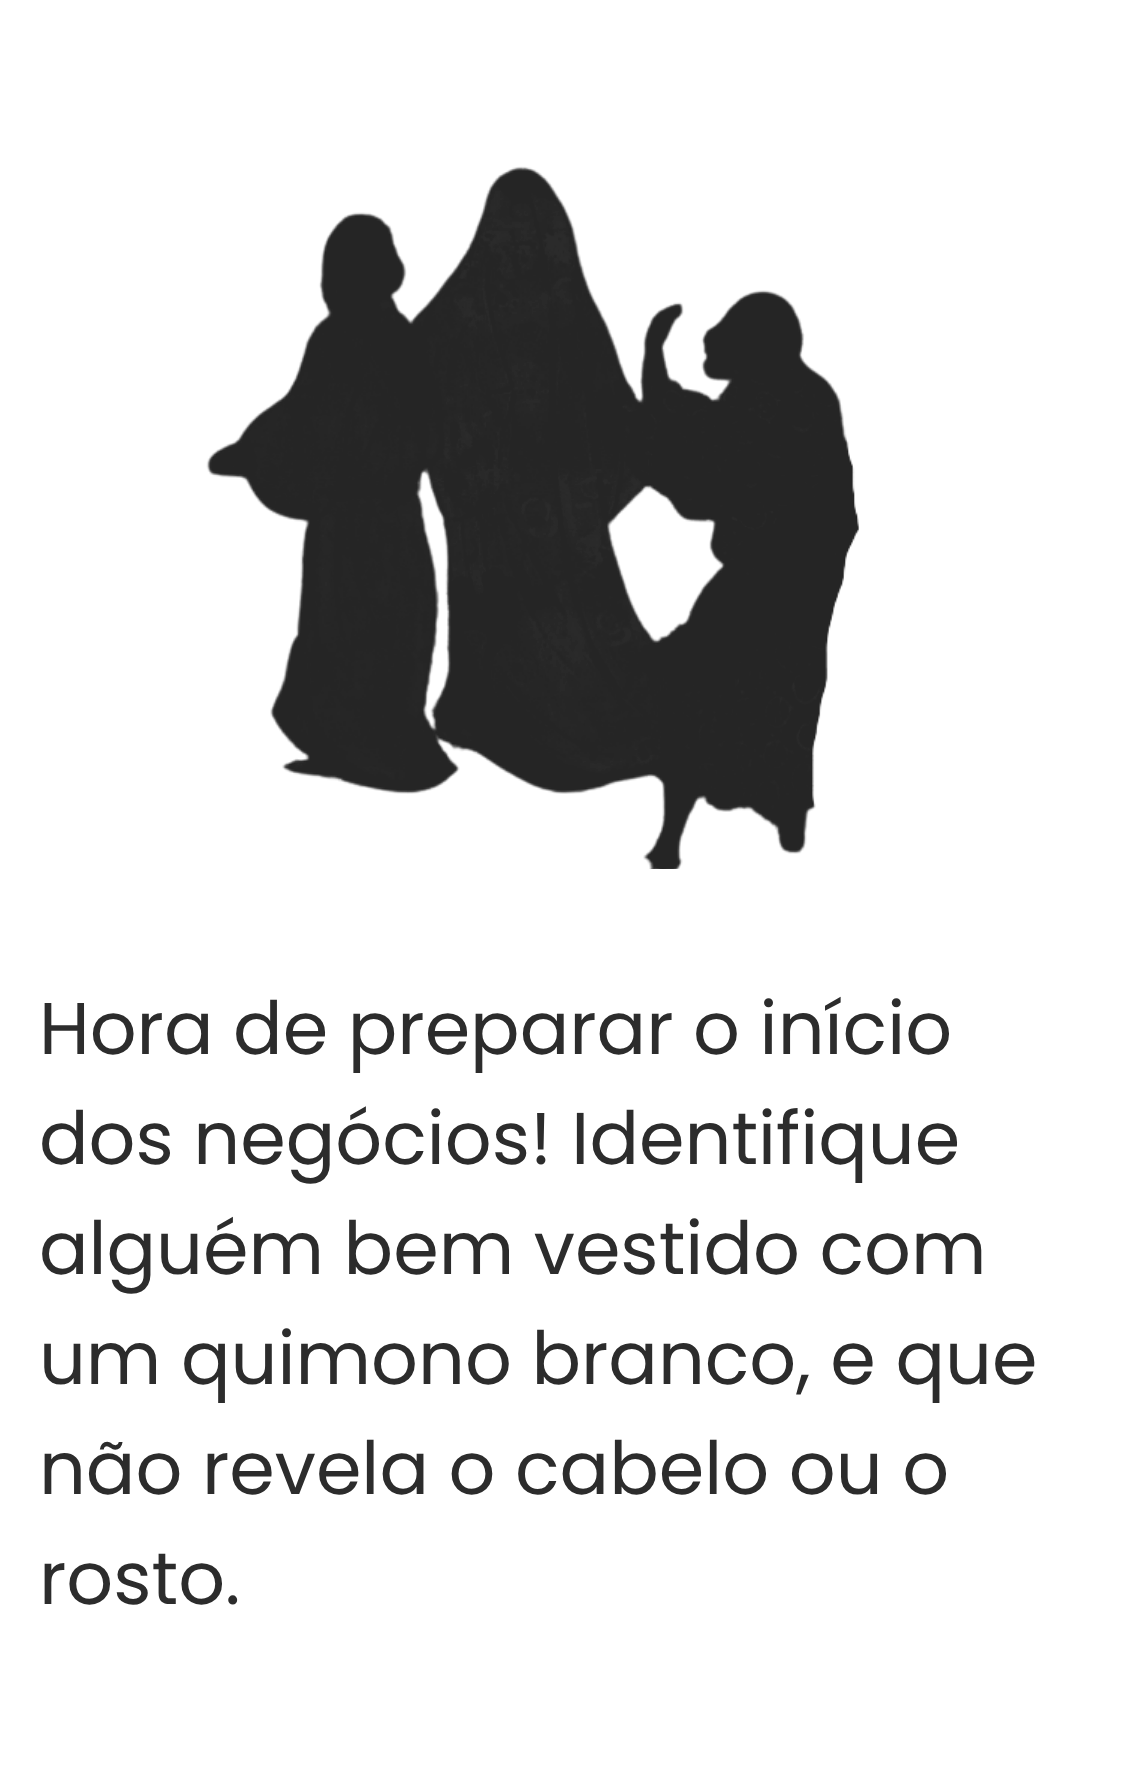 Hora de preparar o início
dos negócios! Identifique
alguém bem vestido com
um quimono branco, e que
não revela o cabelo ou o
rosto.